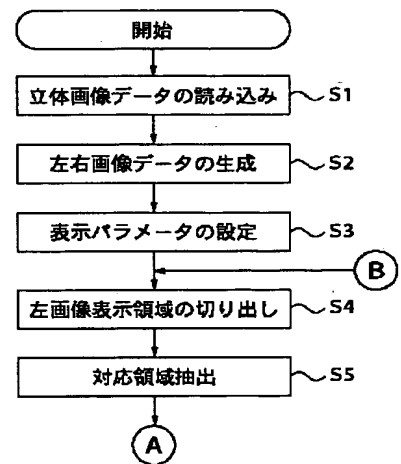 開始
立体画像データの読み込み S1
左右画像データの生成 S2
表示パラメータの設定 S3
B
左画像表示領域の切り出し S4
対応領域抽出 S5
A